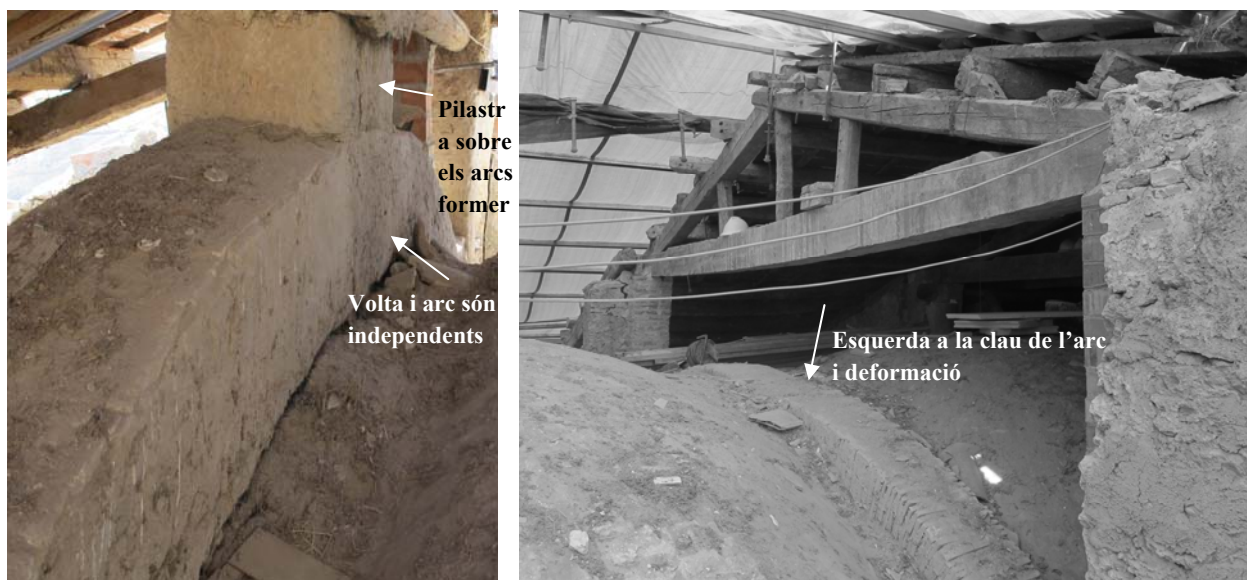 Pilastr
a sobre
els arcs
former
Volta i arc són
independents
Esquerda a la clau de l’arc
i deformació